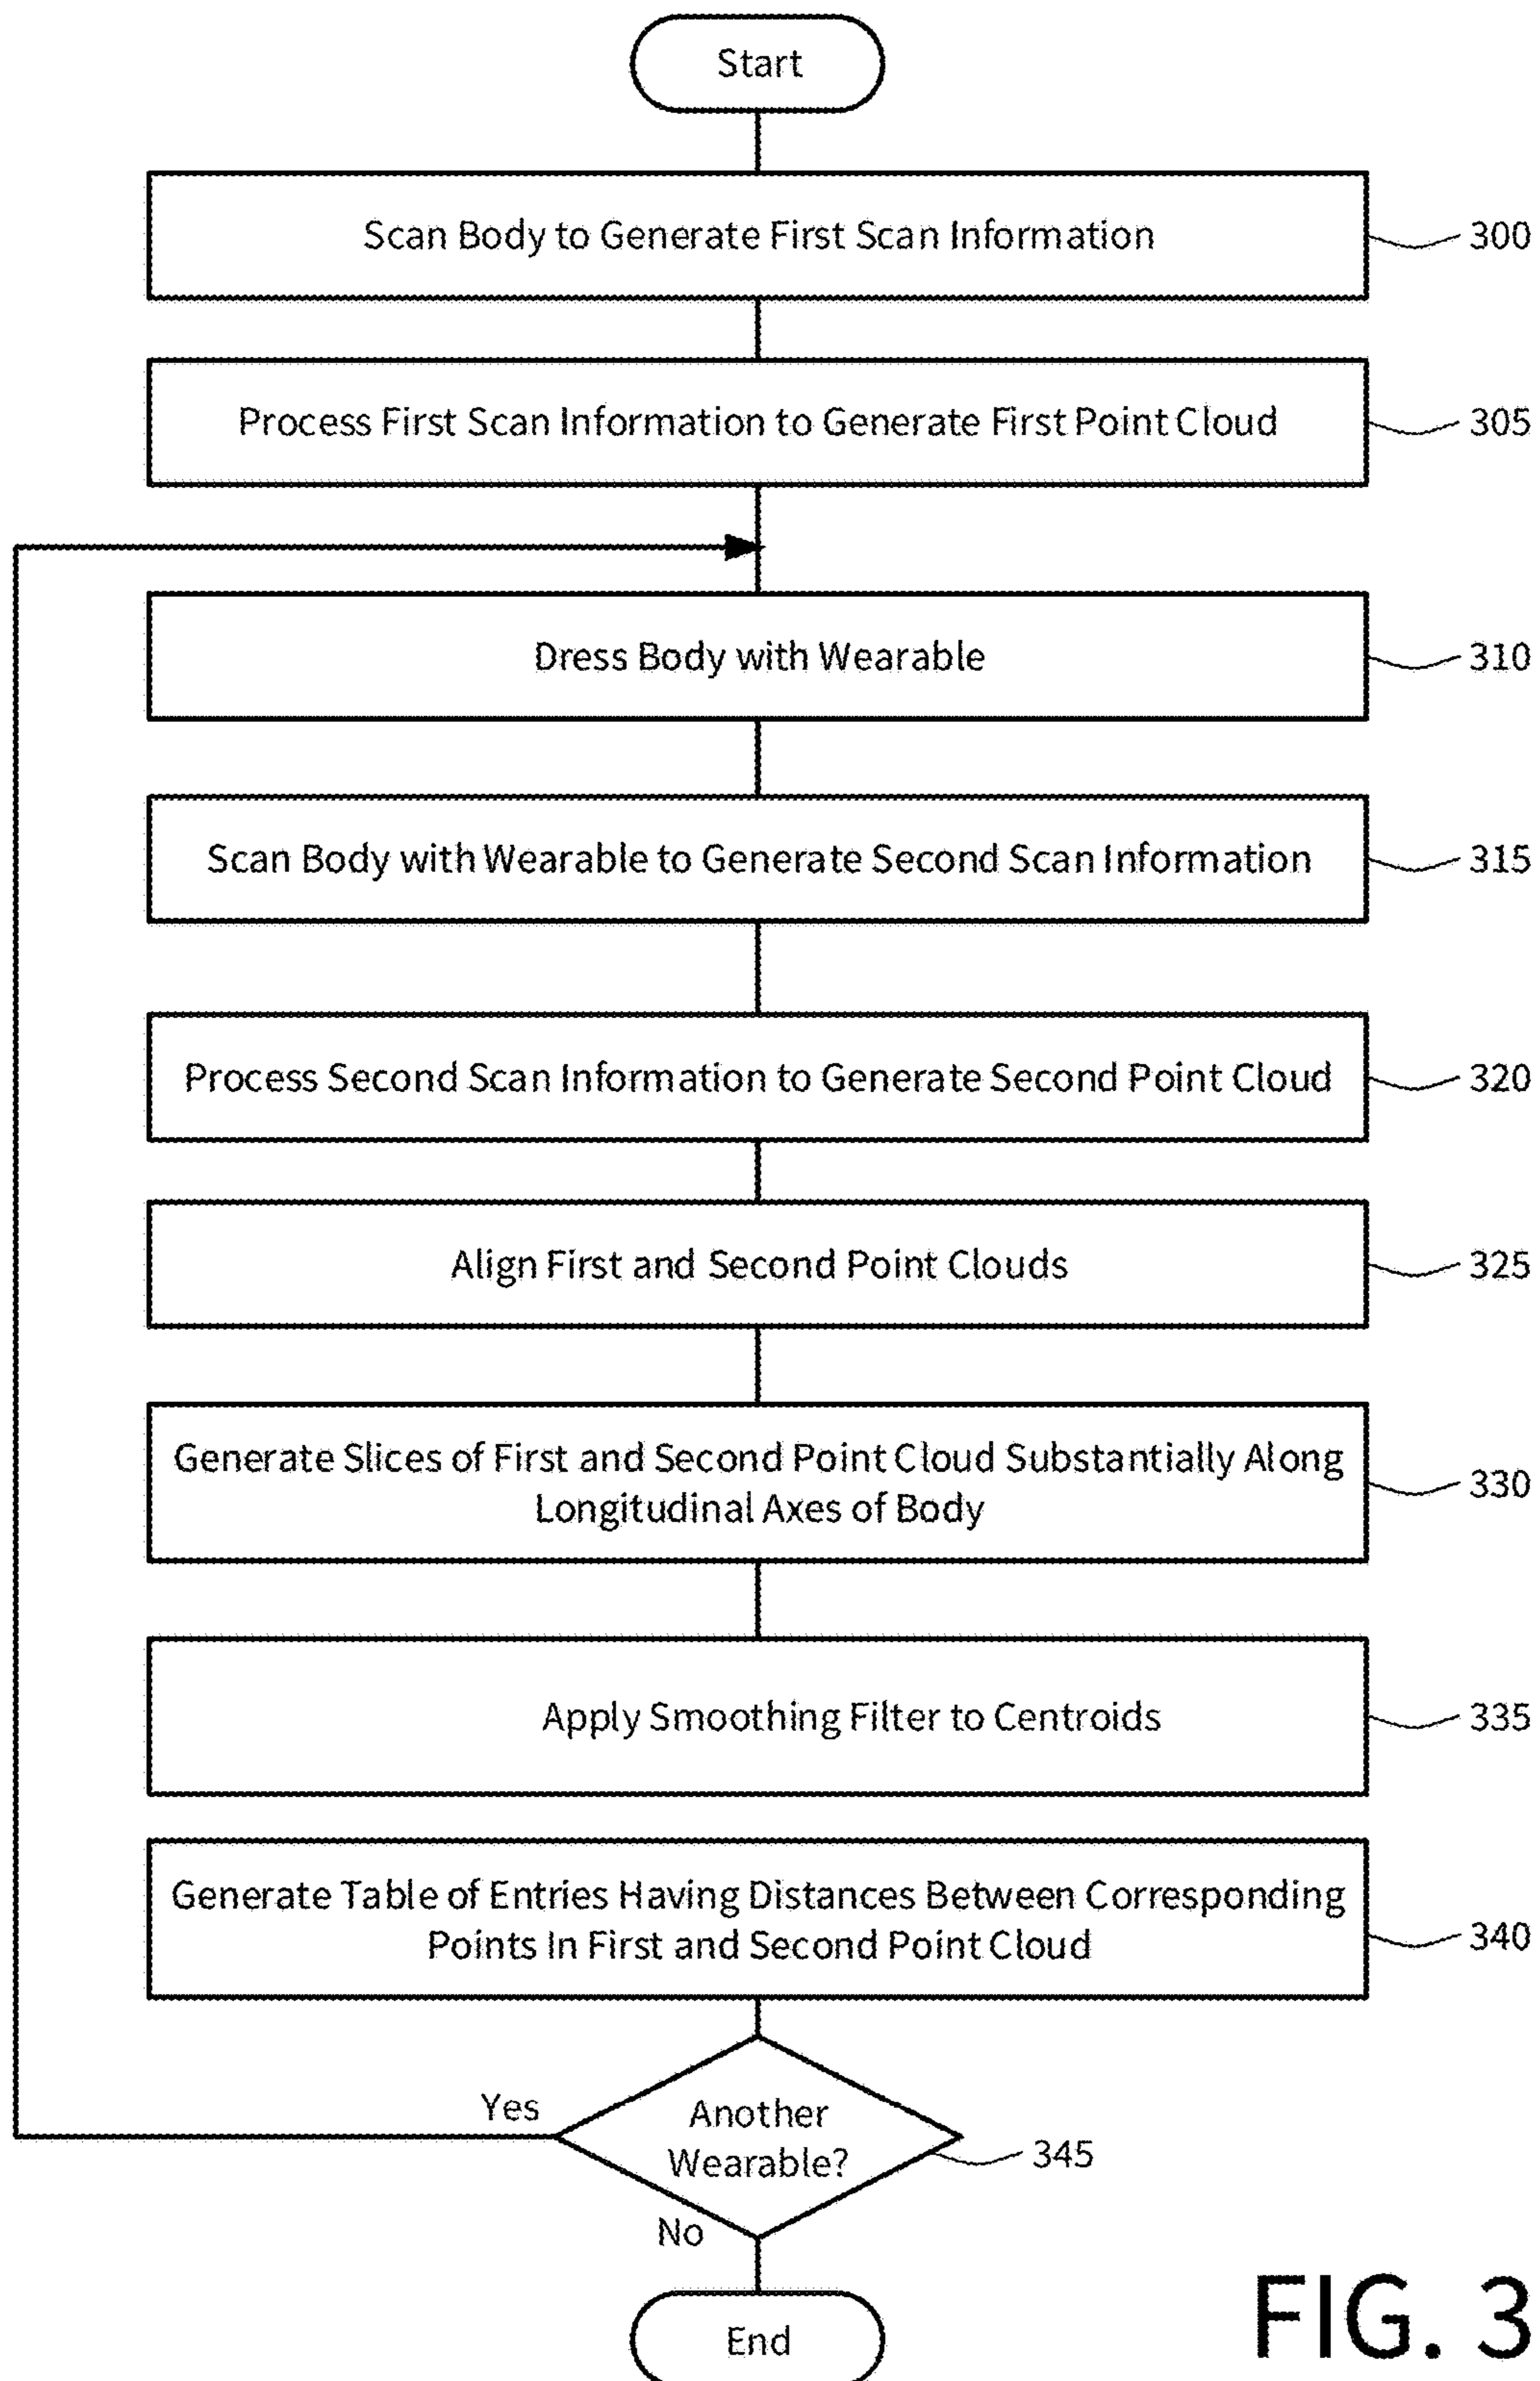 Start
Scan Body to Generate First Scan Information
300
Process First Scan Information to Generate First Point Cloud
305
Dress Body with Wearable
310
Scan Body with Wearable to Generate Second Scan Information
315
Process Second Scan Information to Generate Second Point Cloud
320
Align First and Second Point Clouds
325
Generate Slices of First and Second Point Cloud Substantially Along
Longitudinal Axes of Body
330
Apply Smoothing Filter to Centroids
335
Generate Table of Entries Having Distances Between Corresponding
Points In First and Second Point Cloud
340
Yes
Another
Wearable?
345
No
End
FIG. 3